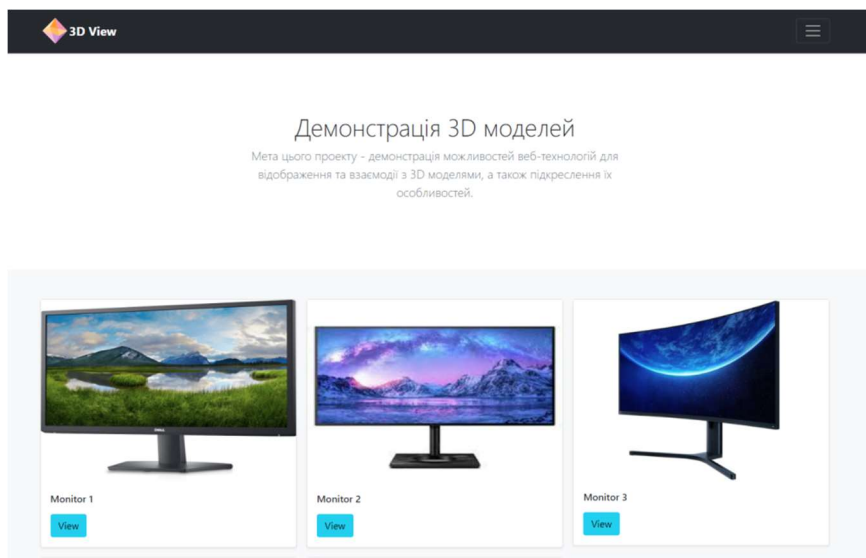 3D View
Демонстрація 3D моделей
Мета цього проекту - демонстрація можливостей веб-технологій для
відображення та взаємодії з 3D моделями, а також підкреслення їх
особливостей.
DELL
Monitor 1
View
Monitor 2
View
Monitor 3
View